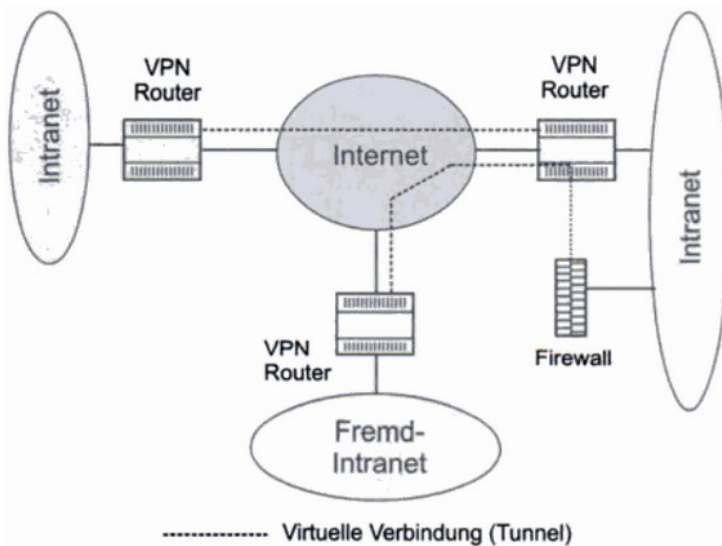 VPN
Router
VPN
Router
Intranet
Internet
Intranet
VPN
Router
Firewall
Fremd-
Intranet
Virtuelle Verbindung (Tunnel)